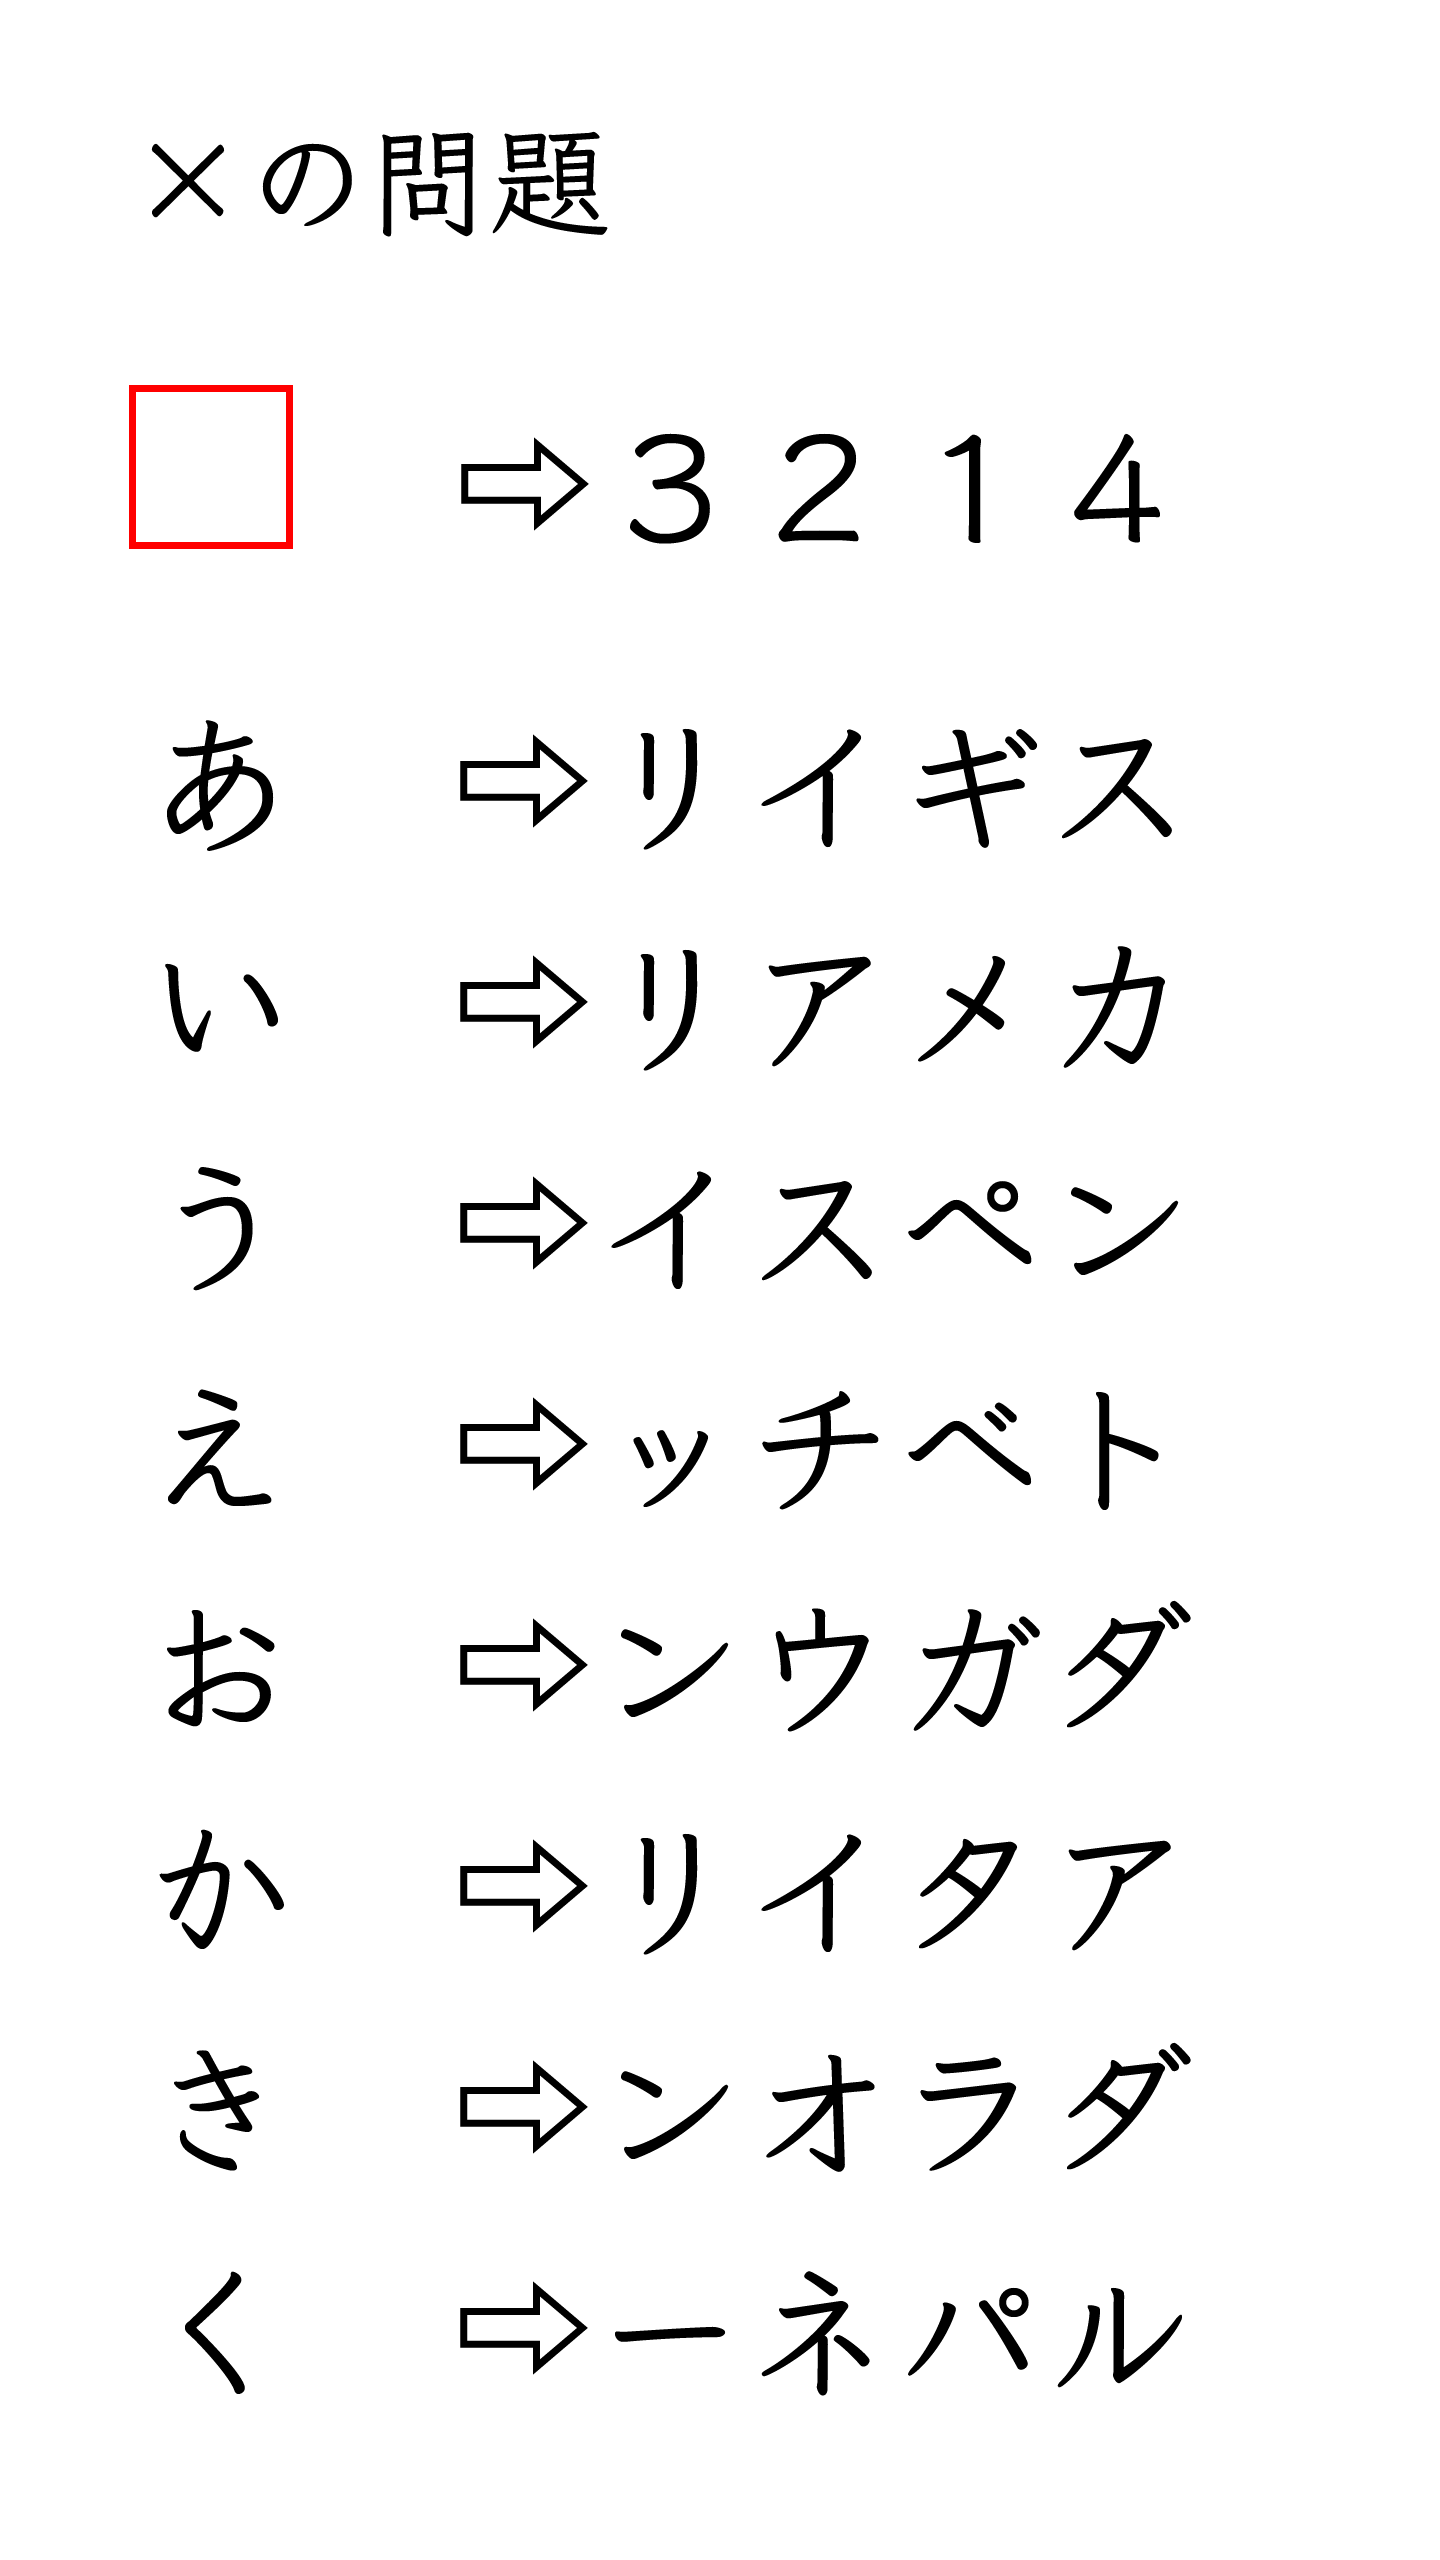 ×の問題
⇨３２１４
あ ⇨リイギス
い ⇨リアメカ
う ⇨イスペン
え ⇨ッチベト
お ⇨ンウガダ
か ⇨リイタア
き ⇨ンオラダ
く ⇨ーネパル